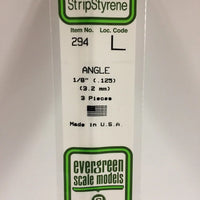 StripStyrene
Item No. Loc. Code
294 L
ANGLE
1/8" (.125)
(3.2 mm)
3 Pieces
Made in U.S.A.
evergreen
scale models